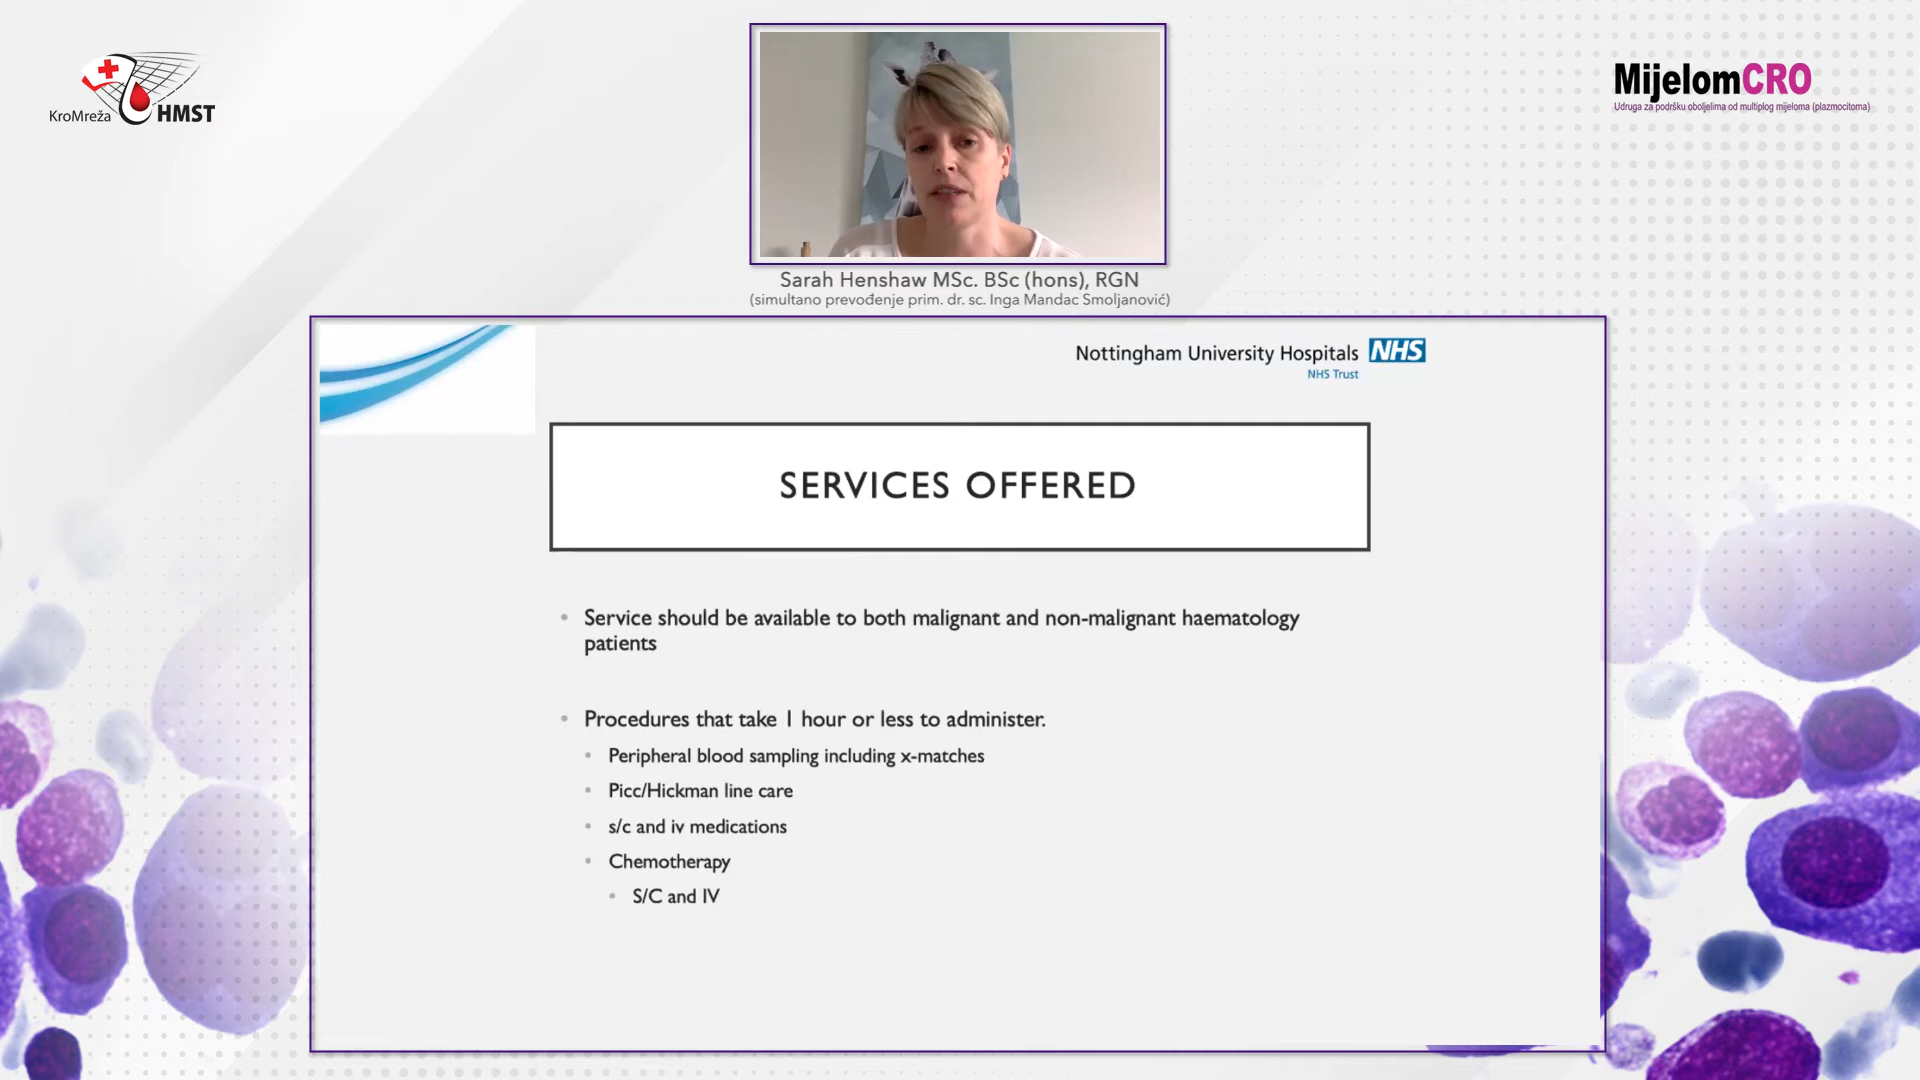 KroMreža HMST
MijelomCRO
Udruga za podršku oboljelima od multiplog mijeloma (plazmocitoma)
Sarah Henshaw MSc. BSc (hons), RGN
(simultano prevođenje prim. dr. sc. Inga Mandac Smoljanović)
Nottingham University Hospitals NHS
NHS Trust
SERVICES OFFERED
• Service should be available to both malignant and non-malignant haematology
patients
• Procedures that take 1 hour or less to administer.
• Peripheral blood sampling including x-matches
• Picc/Hickman line care
• s/c and iv medications
• Chemotherapy
• S/C and IV